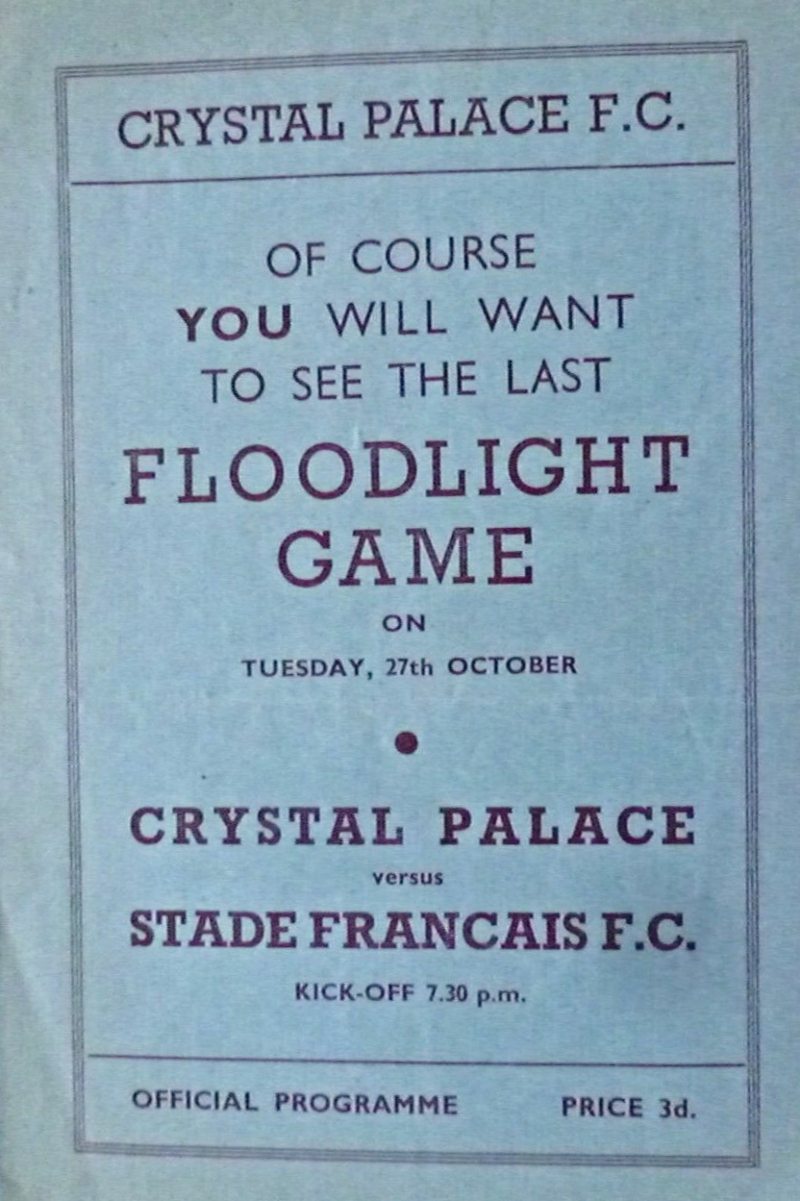 CRYSTAL PALACE F.C.
OF COURSE
YOU WILL WANT
TO SEE THE LAST
FLOODLIGHT
GAME
ON
TUESDAY, 27th OCTOBER
CRYSTAL PALACE
versus
STADE FRANCAIS F.C.
KICK-OFF 7.30 p.m.
OFFICIAL PROGRAMME PRICE 3d.